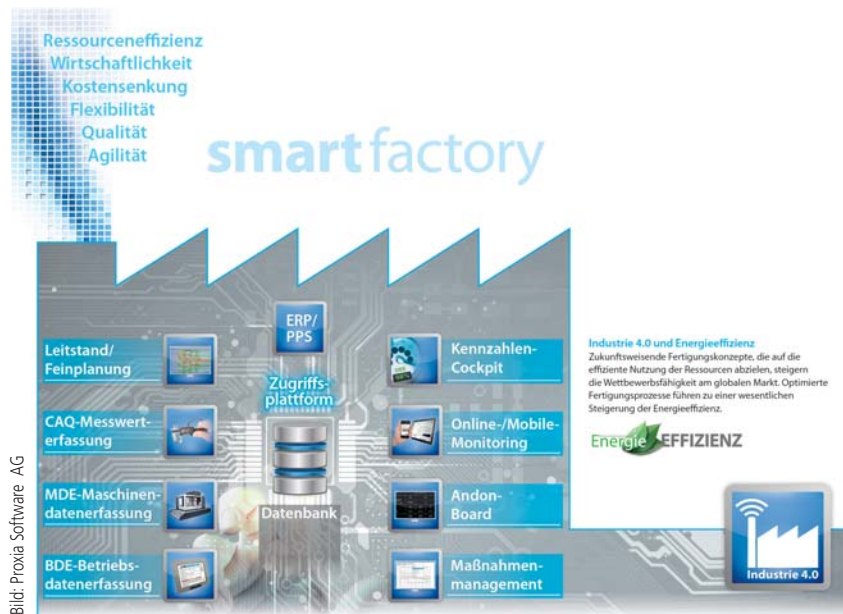 Ressourceneffizienz
Wirtschaftlichkeit
Kostensenkung
Flexibilität
Qualität
Agilität
smart factory
ERP/
PPS
Leitstand/
Feinplanung
Zugriffs-
plattform
Kennzahlen-
Cockpit
CAQ-Messwert-
erfassung
Online-/Mobile-
Monitoring
MDE-Maschinen-
datenerfassung
Datenbank
Andon-
Board
BDE-Betriebs-
datenerfassung
Maßnahmen-
management
Industrie 4.0 und Energieeffizienz
Zukunftsweisende Fertigungskonzepte, die auf die
effiziente Nutzung der Ressourcen abzielen, steigern
die Wettbewerbsfähigkeit am globalen Markt. Optimierte
Fertigungsprozesse führen zu einer wesentlichen
Steigerung der Energieeffizienz.
Energie EFFIZIENZ
Industrie 4.0
Bild: Proxia Software AG